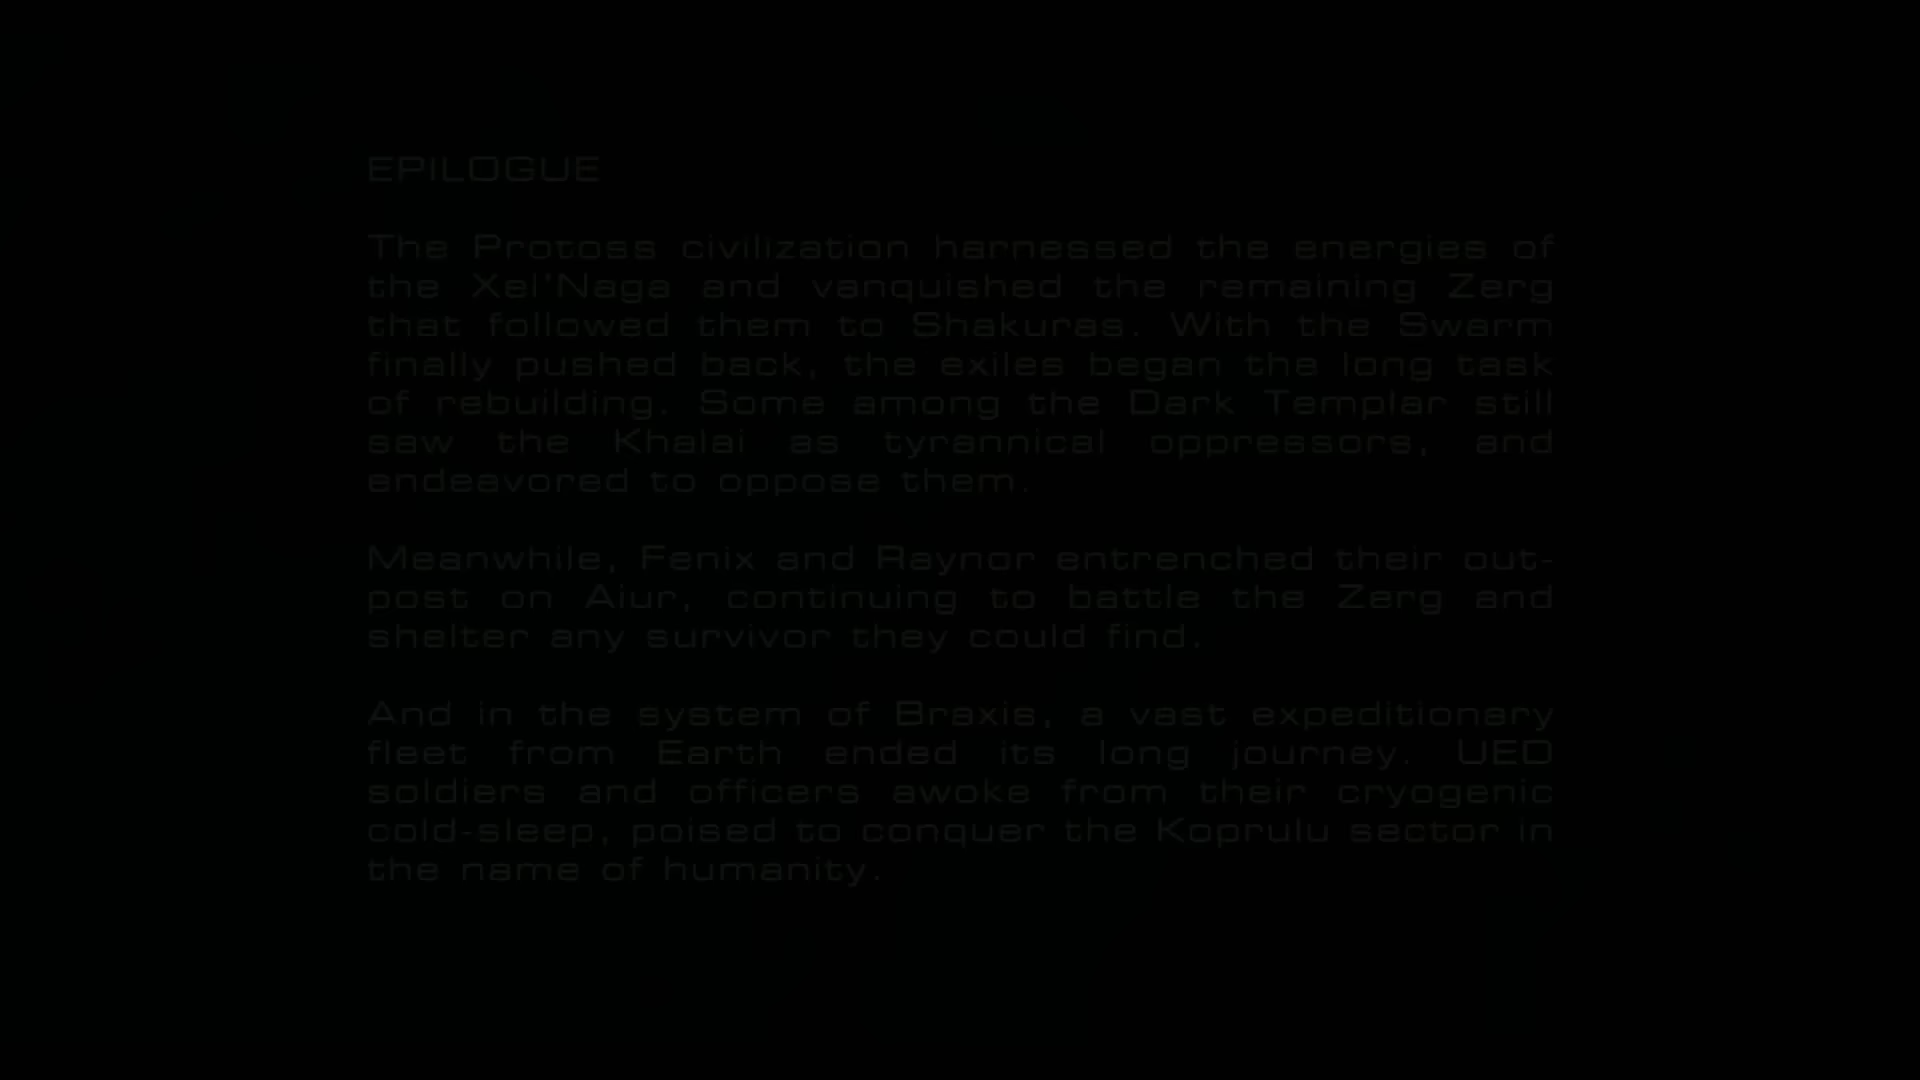 EPILOGUE
The Protoss civilization harnessed the energies of
the Xel'Naga and vanquished the remaining Zerg
that followed them to Shakuras. With the Swarm
finally pushed back, the exiles began the long task
of rebuilding. Some among the Dark Templar still
saw the Khalai as tyrannical oppressors, and
endeavored to oppose them.
Meanwhile, Fenix and Raynor entrenched their out-
post on Aiur, continuing to battle the Zerg and
shelter any survivor they could find.
And in the system of Braxis, a vast expeditionary
fleet from Earth ended its long journey. UED
soldiers and officers awoke from their cryogenic
cold-sleep, poised to conquer the Koprulu sector in
the name of humanity.